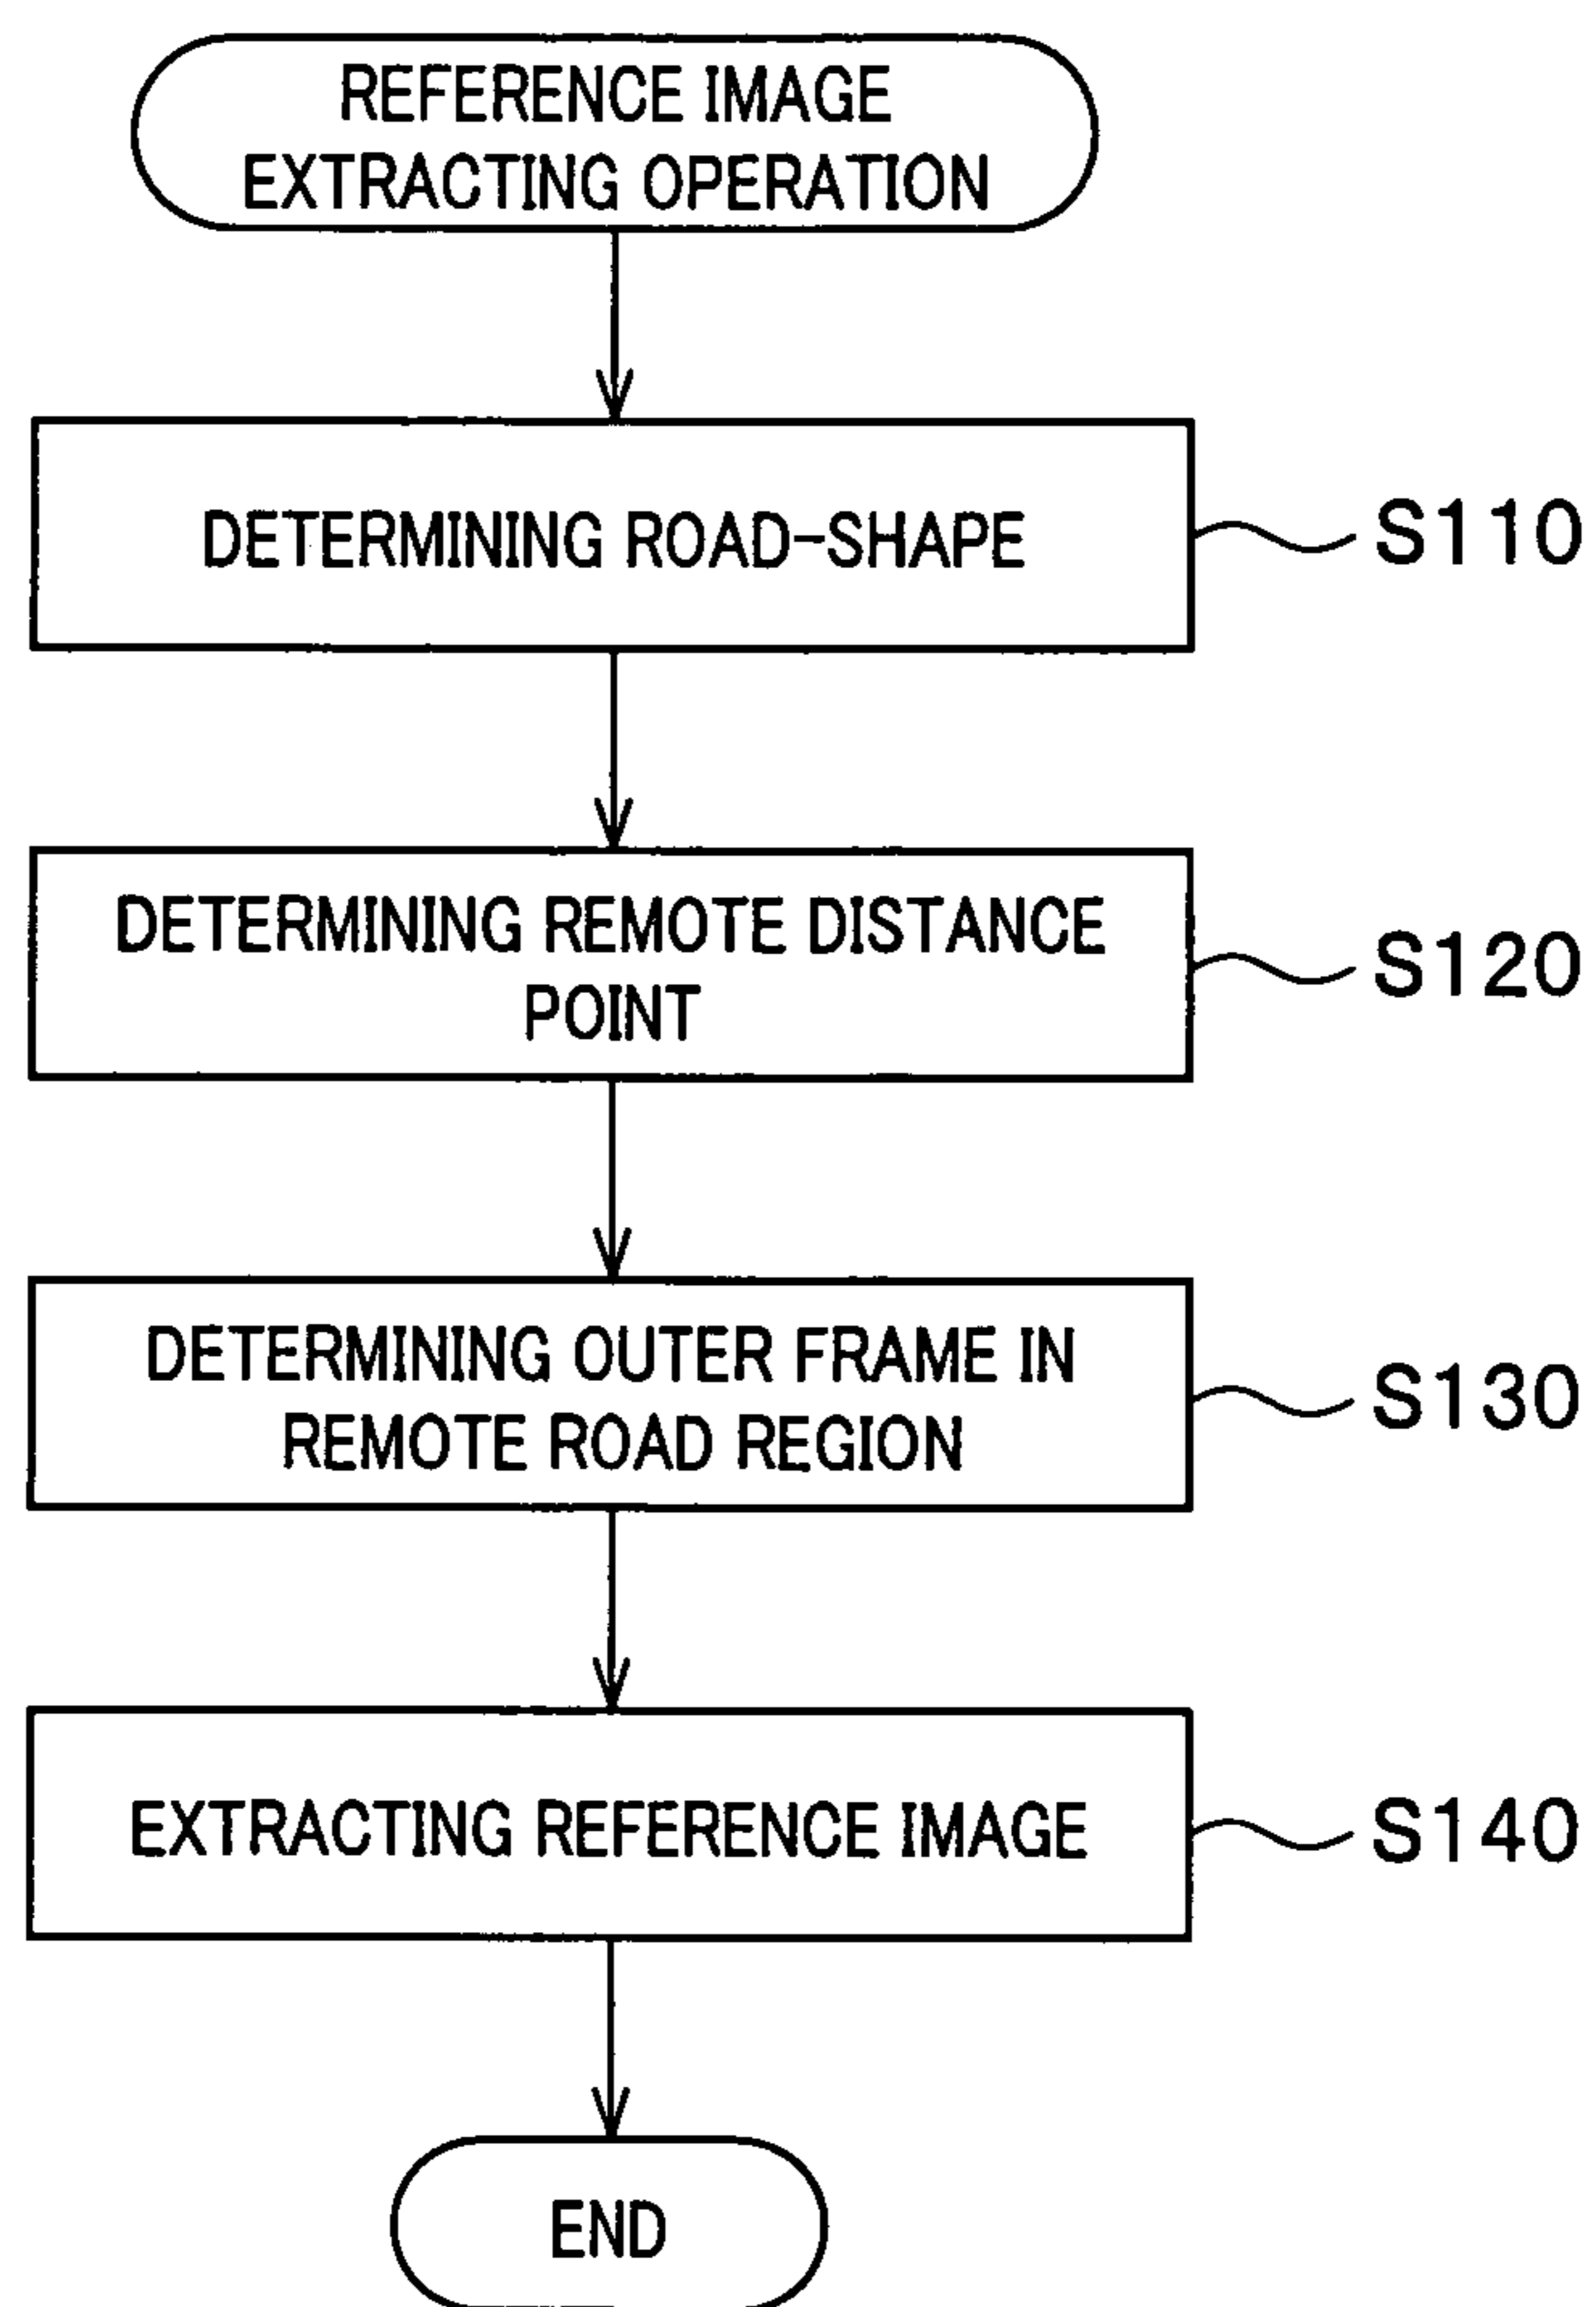 REFERENCE IMAGE
EXTRACTING OPERATION
DETERMINING ROAD-SHAPE
S110
DETERMINING REMOTE DISTANCE
POINT
S120
DETERMINING OUTER FRAME IN
REMOTE ROAD REGION
S130
EXTRACTING REFERENCE IMAGE
S140
END